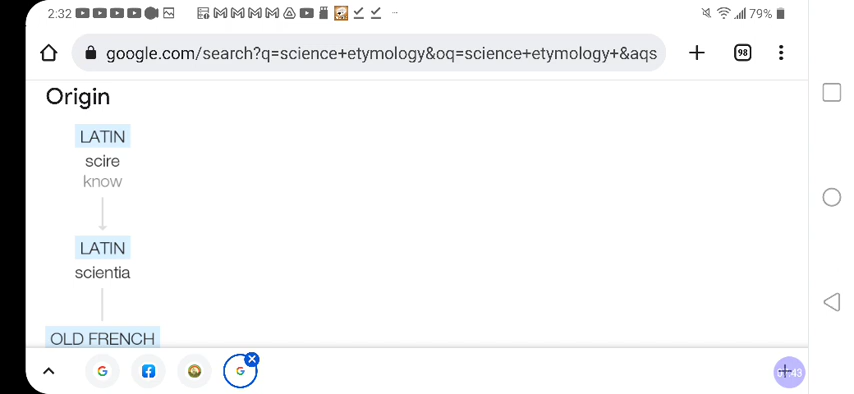 2:32
79%
google.com/search?q=science+etymology&oq=science+etymology+&aqs
98
Origin
LATIN
scire
know
LATIN
scientia
OLD FRENCH